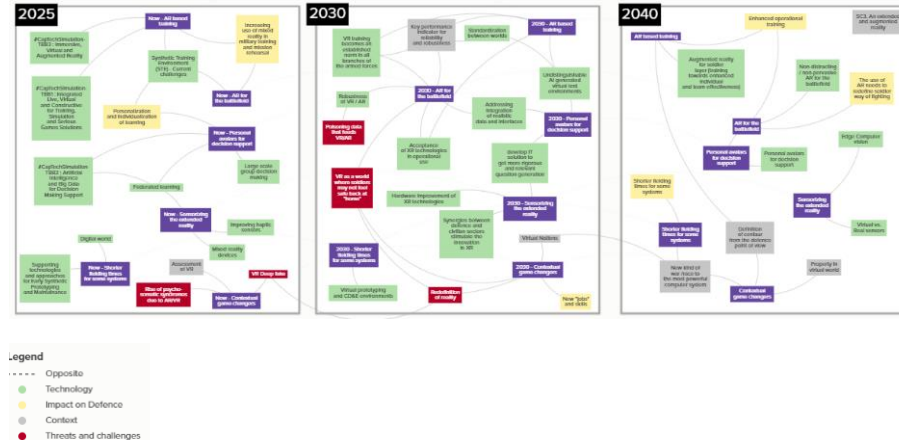 2025
#CapTechSimulation
TBB3: Immersive,
Virtual and
Augmented Reality
#CapTechSimulation
TBB1: Integrated
Live, Virtual
and Constructive
for Training,
Simulation
and Serious
Games Solutions
#CapTechSimulation
TBB2: Artificial
Intelligence
and Big Data
for Decision
Making Support
Now - AR based
training
Increasing
use of mixed
reality in
military training
and mission
rehearsal
Synthetic Training
Environment
(STE) - Current
challenges
Now - AR for
the battlefield
Personalization
and individualization
of learning
Now - Personal
avatars for
decision support
Large scale
group decision
making
Federated learning
Now - Sensorizing
the extended
reality
Improving haptic
Mixed reality
devices
Digital world
Supporting
technologies
and approaches
for Early Synthetic
Prototyping
and Maintenance
Now - Shorter
fielding times
for some systems
Assessment
of VR
VR Deep fake
Rise of psycho-
somatic syndromes
due to AR/VR
Now - Contextual
game changers
2030
VR training
becomes an
established
norm in all
branches of
the armed forces
Key performance
indicator for
reliability
and robustness
Standardization
between worlds
2030 - AR based
training
Robustness
of VR / AR
2030 - AR for
the battlefield
Undistinguishable
AI generated
virtual text
environments
Poisoning data
that feeds
VR/AR
Addressing
integration
of realistic
data and interfaces
2030 - Personal
avatars for
decision support
Acceptance
of XR technologies
in operational
use
Develop IT
solution to
get more rigorous
and relevant
question generation
VR as a world
where soldiers
may not feel
safe back at
"home"
Hardware improvement of
XR technologies
2030 - Sensorizing
the extended
reality
Synergies between
defence and
civilian sectors
stimulate the
innovation
in XR
Virtual Nations
2030 - Shorter
fielding times for
some systems
2030 - Contextual
game changers
Virtual prototyping
and CD&E environments
Redefinition
of reality
New "jobs"
and skills
2040
AR based training
Enhanced operational
training
SC3. An extended
and augmented
reality
Augmented reality
for soldier
layer (training
towards enhanced
individual
and team effectiveness)
Non-distracting
/ non-pervasive
AR for the
battlefield
The use of
AR needs to
redefine soldier
way of fighting
AR for the
battlefield
Edge Computer
vision
Personal avatars
for decision
support
Personal avatars
for decision
support
Shorter fielding
times for some
systems
Sensorizing
the extended
reality
Shorter fielding
times for some
systems
Definition
of combat
from the defence
point of view
Virtual vs
Real sensors
New kind of
war: race to
the most powerful
computer system
Property in
virtual world
Contextual
game changers
Legend
Opposite
Technology
Impact on Defence
Context
Threats and challenges